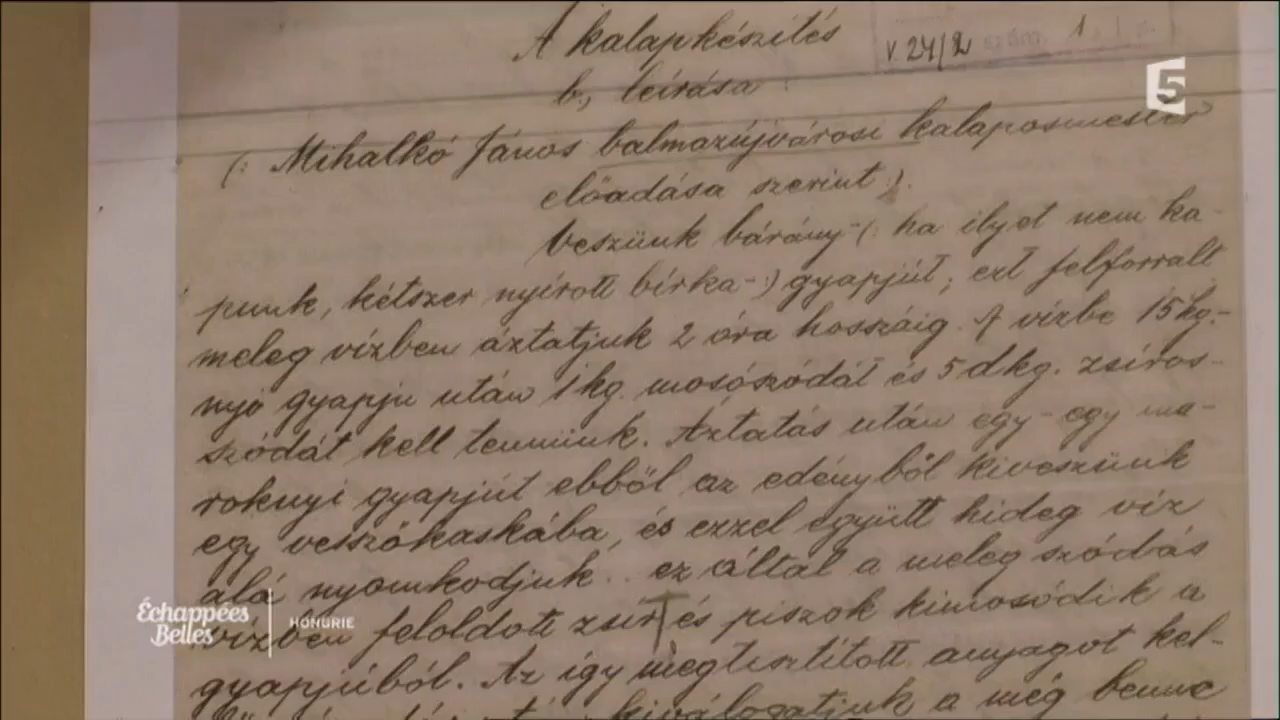 A kalapkészítés
V. 24/2 szám. 1
b., leírása :
5
(: Mihalkó János balmazújvárosi kalaposmester
előadása szerint :).
Veszünk bárány- (: ha ilyet nem ka-
punk, kétszer nyírott birka- :) gyapjút; ezt felforralt
meleg vízben áztatjuk 2 óra hosszáig. A vízbe 15 kg.-
nyi gyapju után 1 kg. mosószódát és 5 dkg. zsíros-
szódát kell tennünk. Áztatás után egy-egy ma-
roknyi gyapjút ebből az edényből kiveszünk
egy vesszőkaskába, és ezzel együtt hideg víz
alá nyomkodjuk.. ez által a meleg szódás
vízben feloldott zsír és piszok kimosódik a
gyapjúból. Az így megtisztított anyagot kel-
kiválogatjuk a még benne
Échappées
Belles
HONGRIE